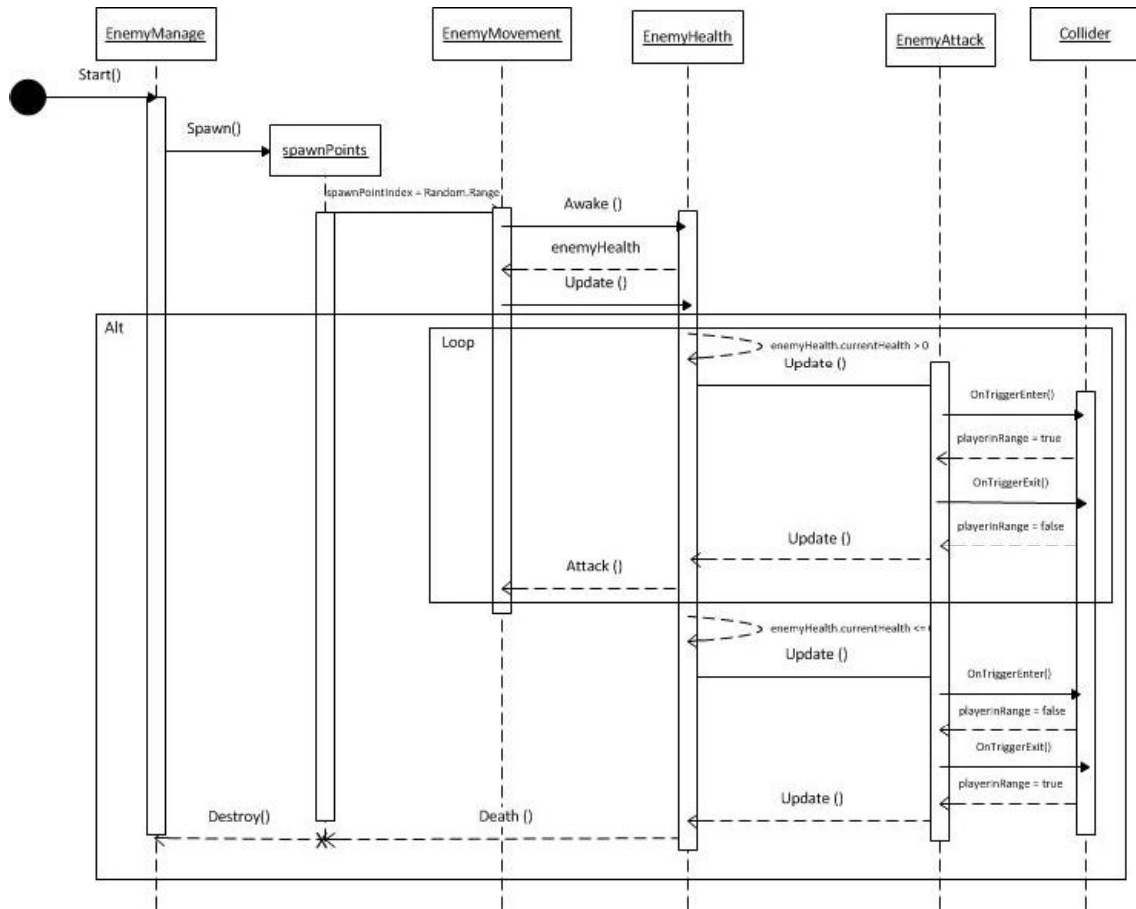 EnemyManage
EnemyMovement
EnemyHealth
EnemyAttack
Collider
Start()
Spawn()
spawnPoints
spawnPointIndex = Random.Range
Awake ()
enemyHealth
Update ()
Alt
Loop
enemyHealth.currentHealth > 0
Update ()
OnTriggerEnter()
playerInRange = true
OnTriggerExit()
playerInRange = false
Update ()
Attack ()
enemyHealth.currentHealth <=
Update ()
OnTriggerEnter()
playerInRange = false
OnTriggerExit()
playerInRange = true
Update ()
Destroy()
Death ()